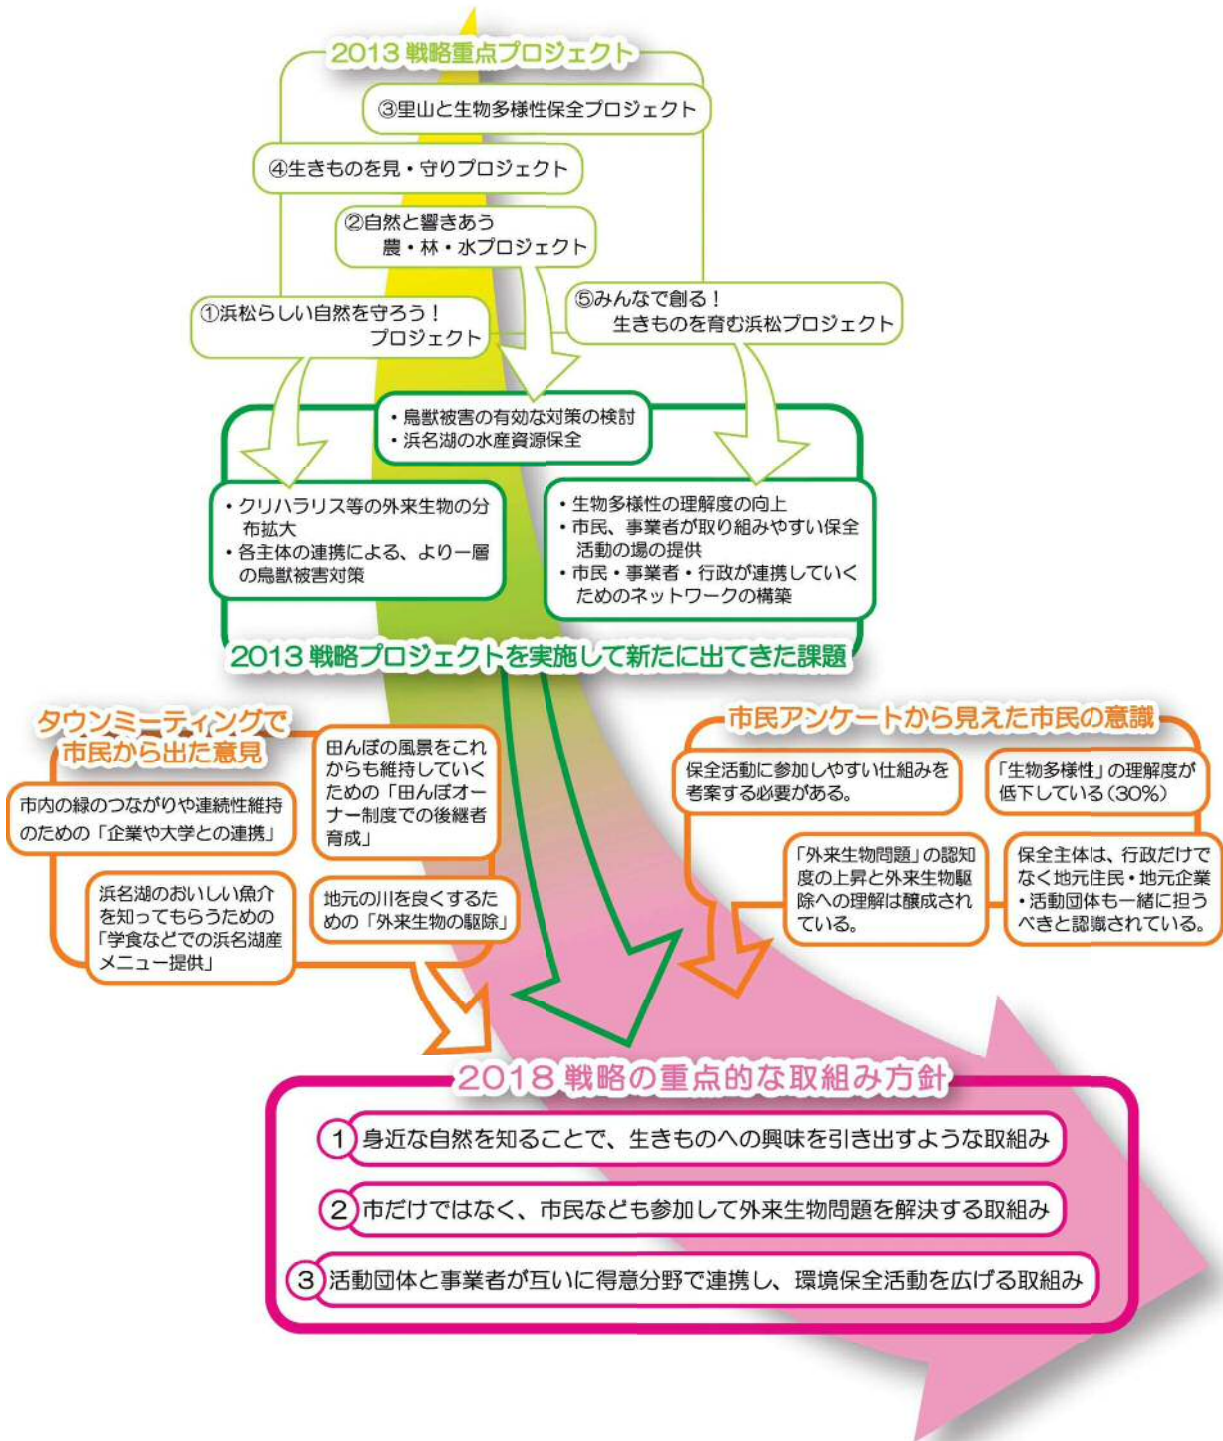 2013戦略重点プロジェクト
③里山と生物多様性保全プロジェクト
④生きものを見・守りプロジェクト
②自然と響きあう
農・林・水プロジェクト
①浜松らしい自然を守ろう！
プロジェクト
⑤みんなで創る！
生きものを育む浜松プロジェクト
・鳥獣被害の有効な対策の検討
・浜名湖の水産資源保全
・クリハラリス等の外来生物の分
布拡大
・各主体の連携による、より一層
の鳥獣被害対策
・生物多様性の理解度の向上
・市民、事業者が取り組みやすい保全
活動の場の提供
・市民・事業者・行政が連携していく
ためのネットワークの構築
2013戦略プロジェクトを実施して新たに出てきた課題
タウンミーティングで
市民から出た意見
田んぼの風景をこれ
からも維持していく
ための「田んぼオー
ナー制度での後継者
育成」
市内の緑のつながりや連続性維持
のための「企業や大学との連携」
浜名湖のおいしい魚介
を知ってもらうための
「学食などでの浜名湖産
メニュー提供」
地元の川を良くするた
めの「外来生物の駆除」
市民アンケートから見えた市民の意識
保全活動に参加しやすい仕組みを
考案する必要がある。
「生物多様性」の理解度が
低下している（30％）
「外来生物問題」の認知
度の上昇と外来生物駆
除への理解は醸成され
ている。
保全主体は、行政だけで
なく地元住民・地元企業
・活動団体も一緒に担う
べきと認識されている。
2018戦略の重点的な取組み方針
1 身近な自然を知ることで、生きものへの興味を引き出すような取組み
2 市だけではなく、市民なども参加して外来生物問題を解決する取組み
3 活動団体と事業者が互いに得意分野で連携し、環境保全活動を広げる取組み